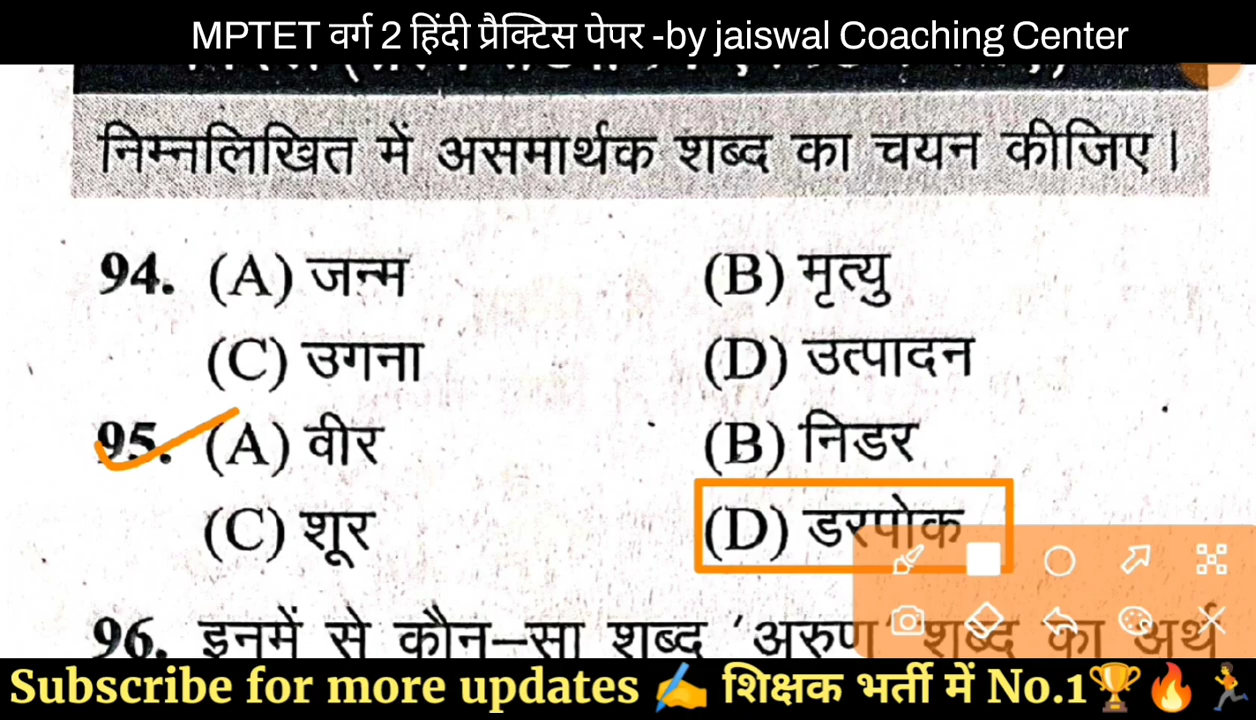 MPTET वर्ग 2 हिंदी प्रैक्टिस पेपर -by jaiswal Coaching Center
निम्नलिखित में असमार्थक शब्द का चयन कीजिए।
94. (A) जन्म (B) मृत्यु
(C) उगना (D) उत्पादन
95. (A) वीर (B) निडर
(C) शूर (D) डरपोक
96. इनमें से कौन–सा शब्द 'अरुण' शब्द का अर्थ
Subscribe for more updates ✍️ शिक्षक भर्ती में No.1🏆🔥🏃